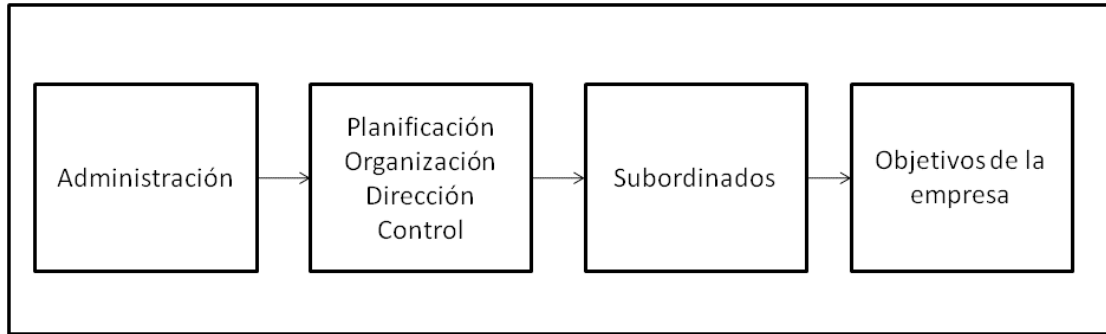 Administración
Planificación
Organización
Dirección
Control
Subordinados
Objetivos de la
empresa